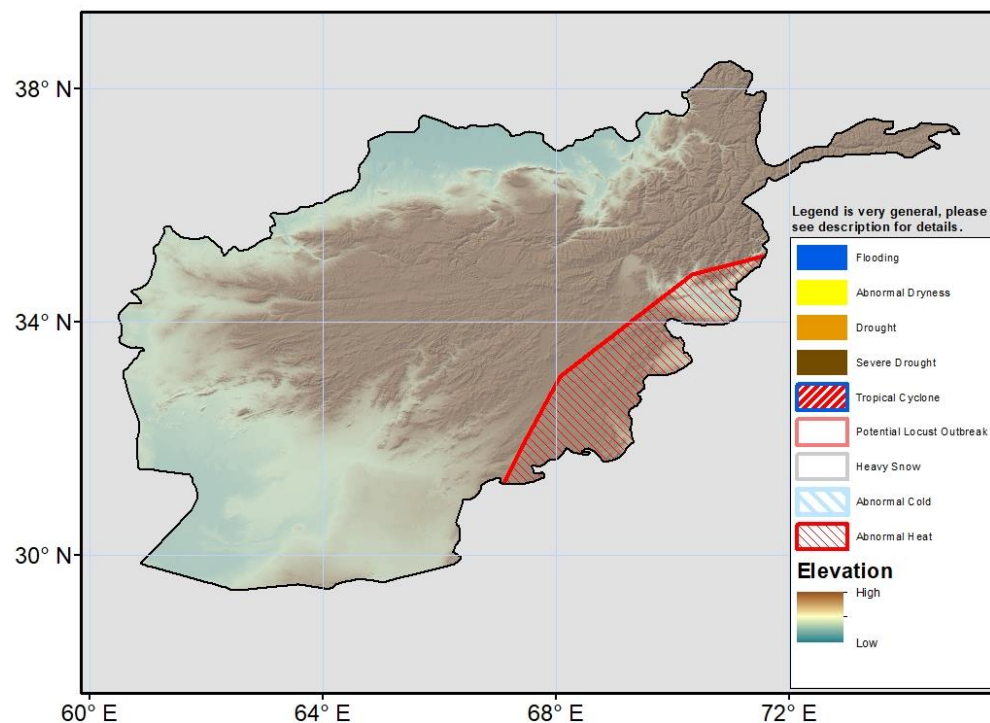 38° N
34° N
30° N
60° E
64° E
68° E
72° E
Legend is very general, please
see description for details.
Flooding
Abnormal Dryness
Drought
Severe Drought
Tropical Cyclone
Potential Locust Outbreak
Heavy Snow
Abnormal Cold
Abnormal Heat
Elevation
High
Low